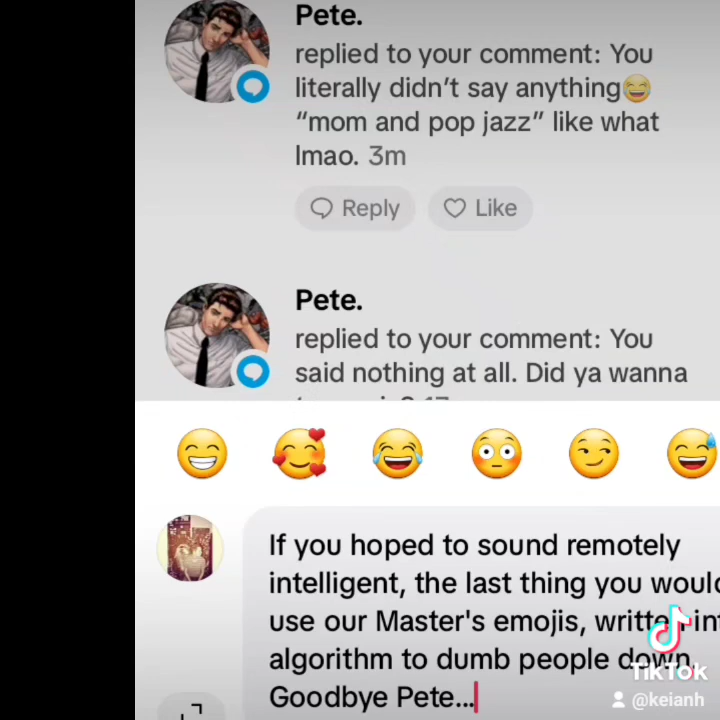 Pete.
replied to your comment: You
literally didn't say anything😂
“mom and pop jazz” like what
lmao. 3m
Reply
Like
Pete.
replied to your comment: You
said nothing at all. Did ya wanna
If you hoped to sound remotely
intelligent, the last thing you would
use our Master's emojis, written
algorithm to dumb people down.
Goodbye Pete...
TikTok
@keianh